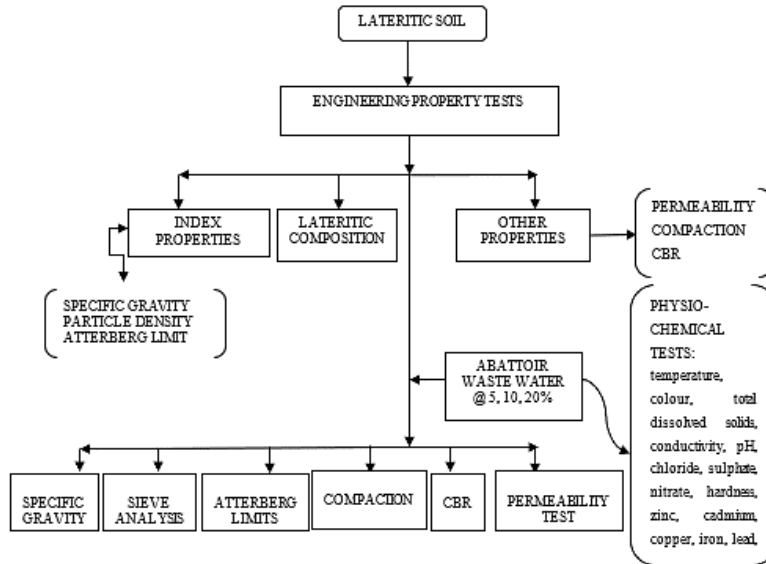 LATERITIC SOIL
ENGINEERING PROPERTY TESTS
INDEX
PROPERTIES
LATERITIC
COMPOSITION
OTHER
PROPERTIES
PERMEABILITY
COMPACTION
CBR
SPECIFIC GRAVITY
PARTICLE DENSITY
ATTERBERG LIMIT
PHYSIO-
CHEMICAL
TESTS:
temperature,
colour, total
dissolved solids,
conductivity, pH,
chloride, sulphate,
nitrate, hardness,
zinc, cadmium,
copper, iron, lead,
ABATTOIR
WASTE WATER
@ 5, 10, 20%
SPECIFIC
GRAVITY
SIEVE
ANALYSIS
ATTERBERG
LIMITS
COMPACTION
CBR
PERMEABILITY
TEST